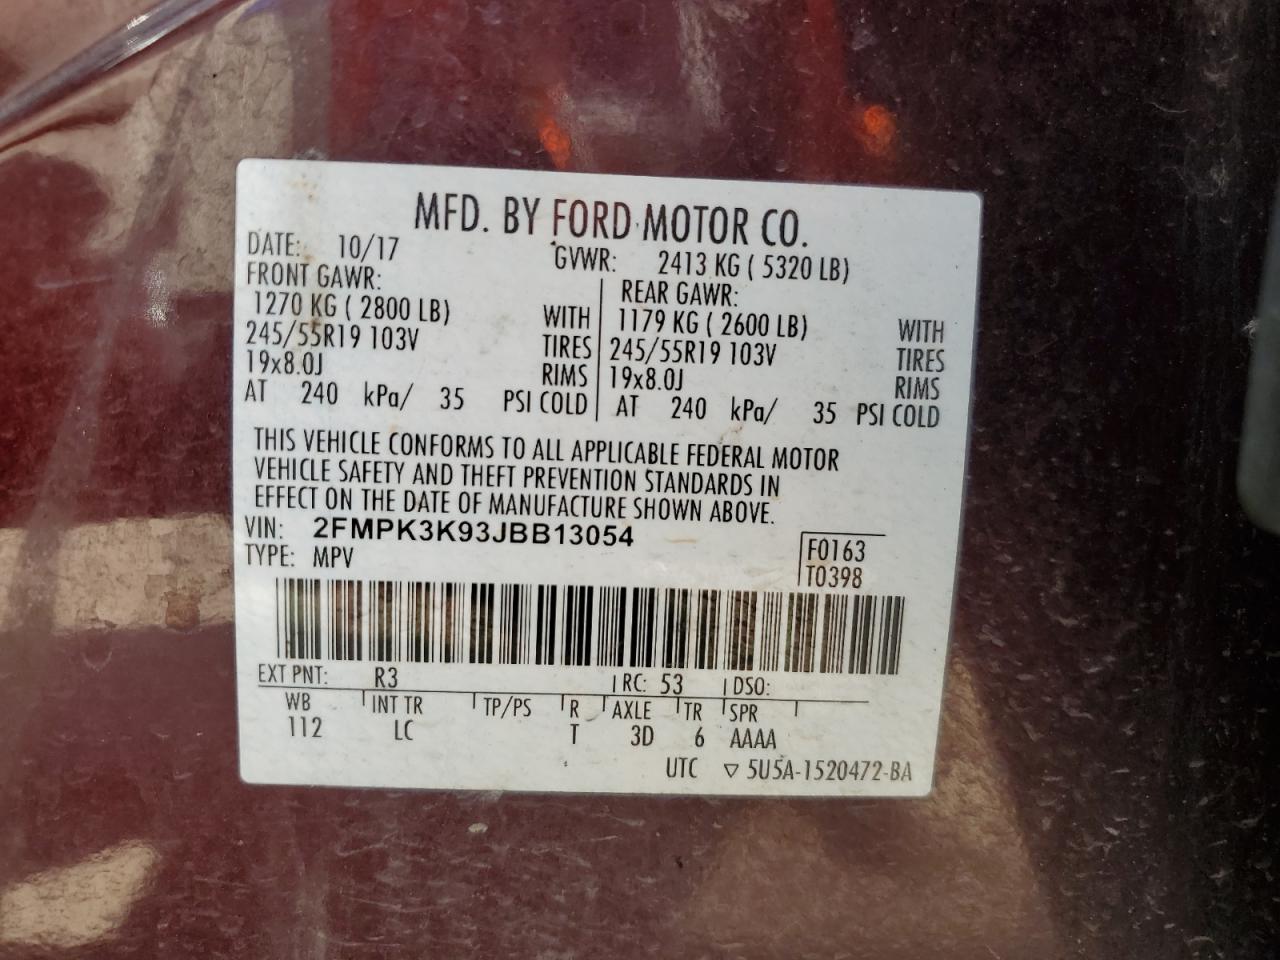 MFD. BY FORD MOTOR CO.
DATE: 10/17 GVWR: 2413 KG ( 5320 LB)
FRONT GAWR: REAR GAWR:
1270 KG ( 2800 LB) WITH 1179 KG ( 2600 LB) WITH
245/55R19 103V TIRES 245/55R19 103V TIRES
19x8.0J RIMS 19x8.0J RIMS
AT 240 kPa/ 35 PSI COLD AT 240 kPa/ 35 PSI COLD
THIS VEHICLE CONFORMS TO ALL APPLICABLE FEDERAL MOTOR
VEHICLE SAFETY AND THEFT PREVENTION STANDARDS IN
EFFECT ON THE DATE OF MANUFACTURE SHOWN ABOVE.
VIN: 2FMPK3K93JBB13054 F0163
TYPE: MPV T0398
EXT PNT: R3 RC: 53 DSO:
WB INT TR TP/PS R AXLE TR SPR
112 LC T 3D 6 AAAA
UTC ▽ 5U5A-1520472-BA